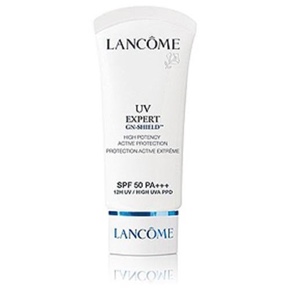 LANCÔME
UV
EXPERT
GN-SHIELD™
HIGH POTENCY
ACTIVE PROTECTION
PROTECTION ACTIVE EXTRÊME
SPF 50 PA+++
12H UV / HIGH UVA PPD
LANCÔME